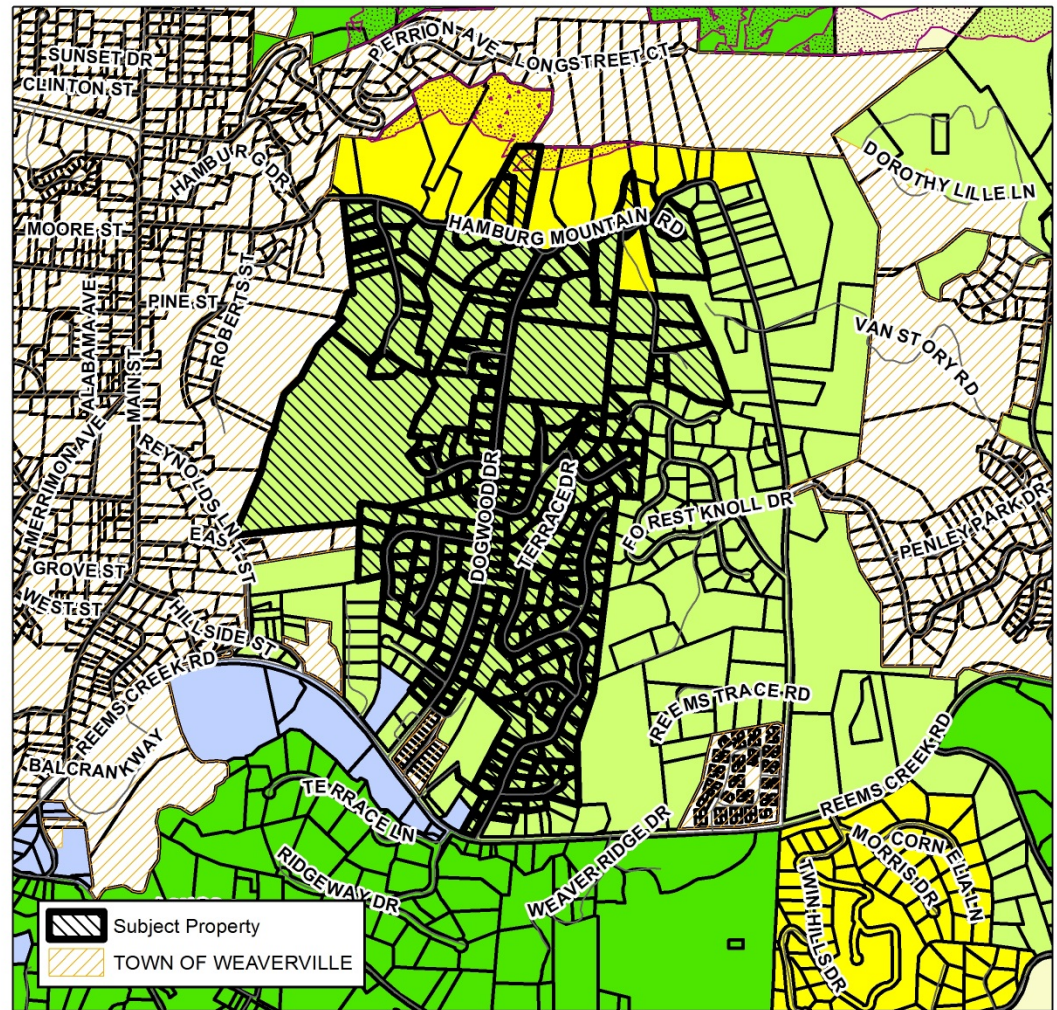 PERRION AVE
LONGSTREET CT
SUNSET DR
CLINTON ST
HAMBURG DR
DOROTHY LILLE LN
MOORE ST
HAMBURG MOUNTAIN RD
PINE ST
ROBERTS ST
ALABAMA AVE
MAIN ST
VAN STORY RD
MERRIMON AVE
REYNOLDS LN
DOGWOOD DR
TERRACE DR
FOREST KNOLL DR
PENLEY PARK DR
EAST ST
GROVE ST
WEST ST
HILLSIDE ST
REEMS CREEK RD
REEMS TRACE RD
BALCRANK WAY
TERRACE LN
REEMS CREEK RD
RIDGEWAY DR
WEAVER RIDGE DR
CORNELIA LN
MORRIS DR
TWIN HILLS DR
Subject Property
TOWN OF WEAVERVILLE